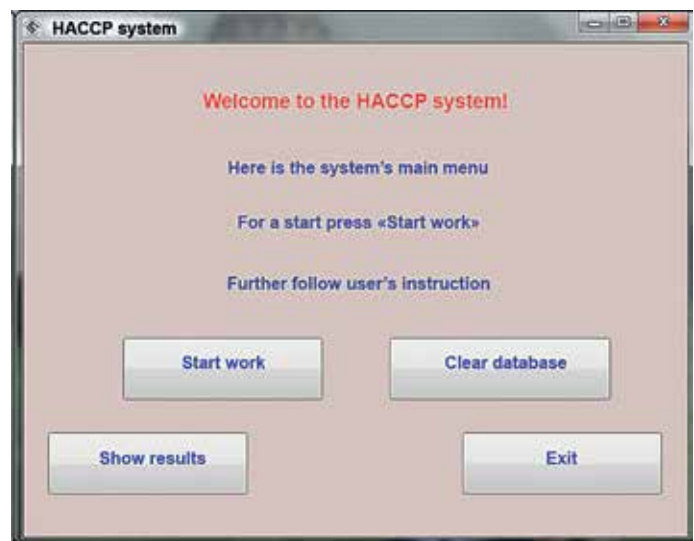 HACCP system
Welcome to the HACCP system!
Here is the system's main menu
For a start press «Start work»
Further follow user's instruction
Start work
Clear database
Show results
Exit